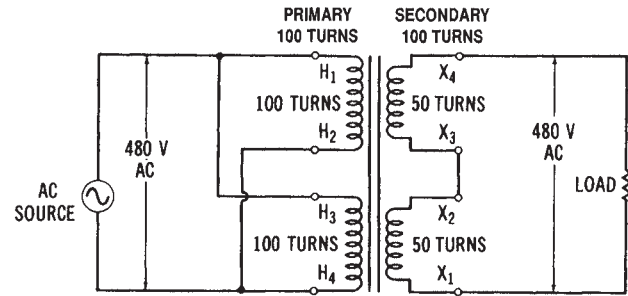 PRIMARY
100 TURNS
SECONDARY
100 TURNS
H1
X4
100 TURNS
50 TURNS
H2
X3
480 V
AC
480 V
AC
AC
SOURCE
LOAD
H3
X2
100 TURNS
50 TURNS
H4
X1